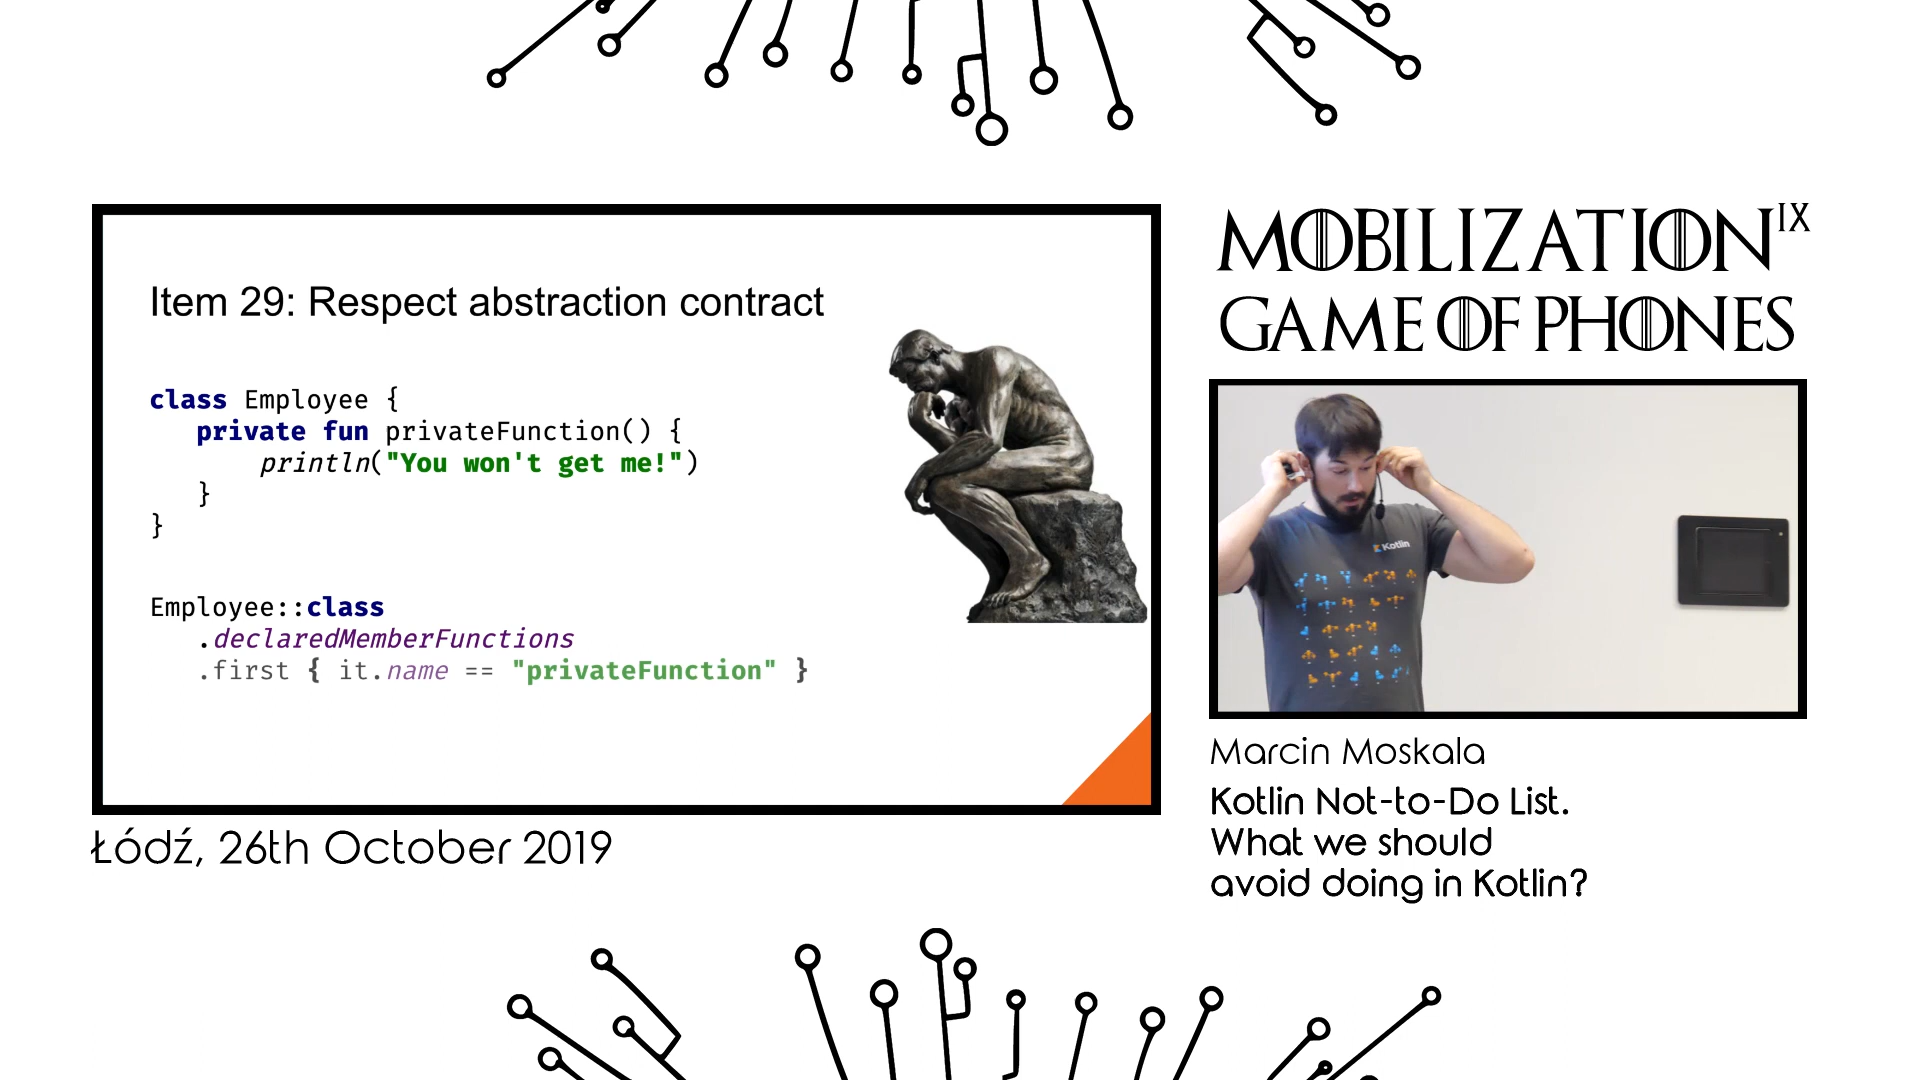 Item 29: Respect abstraction contract
class Employee {
private fun privateFunction() {
println("You won't get me!")
}
}
Employee::class
.declaredMemberFunctions
.first { it.name == "privateFunction" }
Łódź, 26th October 2019
MOBILIZATION IX
GAME OF PHONES
Kotlin
Marcin Moskala
Kotlin Not-to-Do List.
What we should
avoid doing in Kotlin?